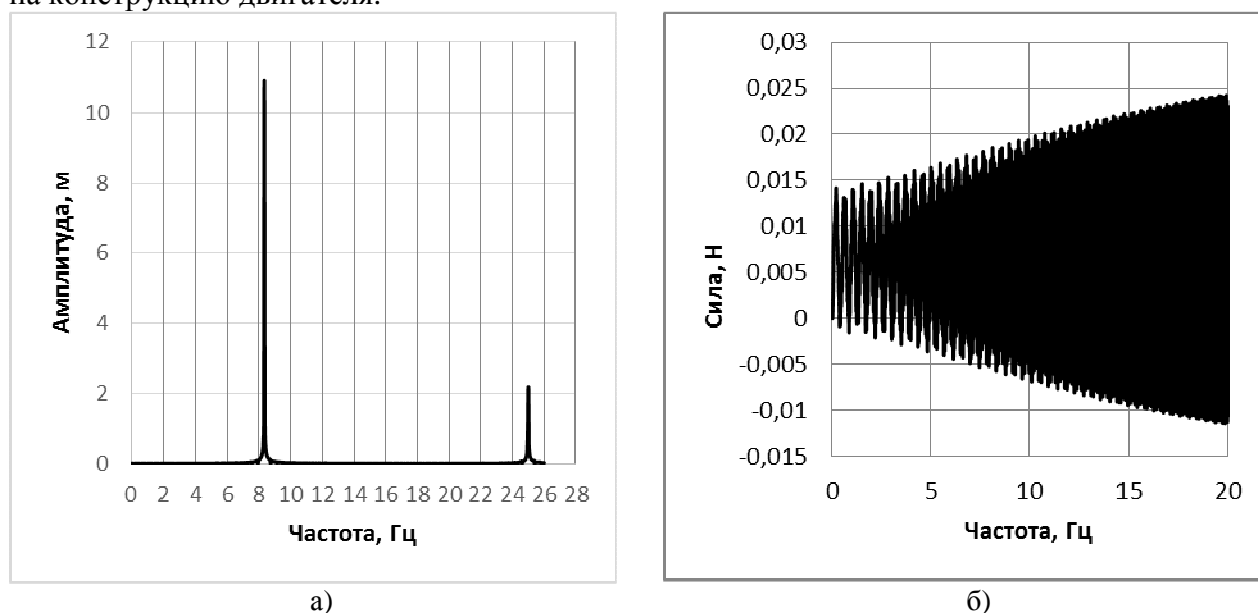 на конструкцию двигателя.
12
10
8
6
4
2
0
Амплитуда, м
0 2 4 6 8 10 12 14 16 18 20 22 24 26 28
Частота, Гц
а)
0,03
0,025
0,02
0,015
0,01
0,005
0
-0,005
-0,01
-0,015
Сила, Н
0 5 10 15 20
Частота, Гц
б)